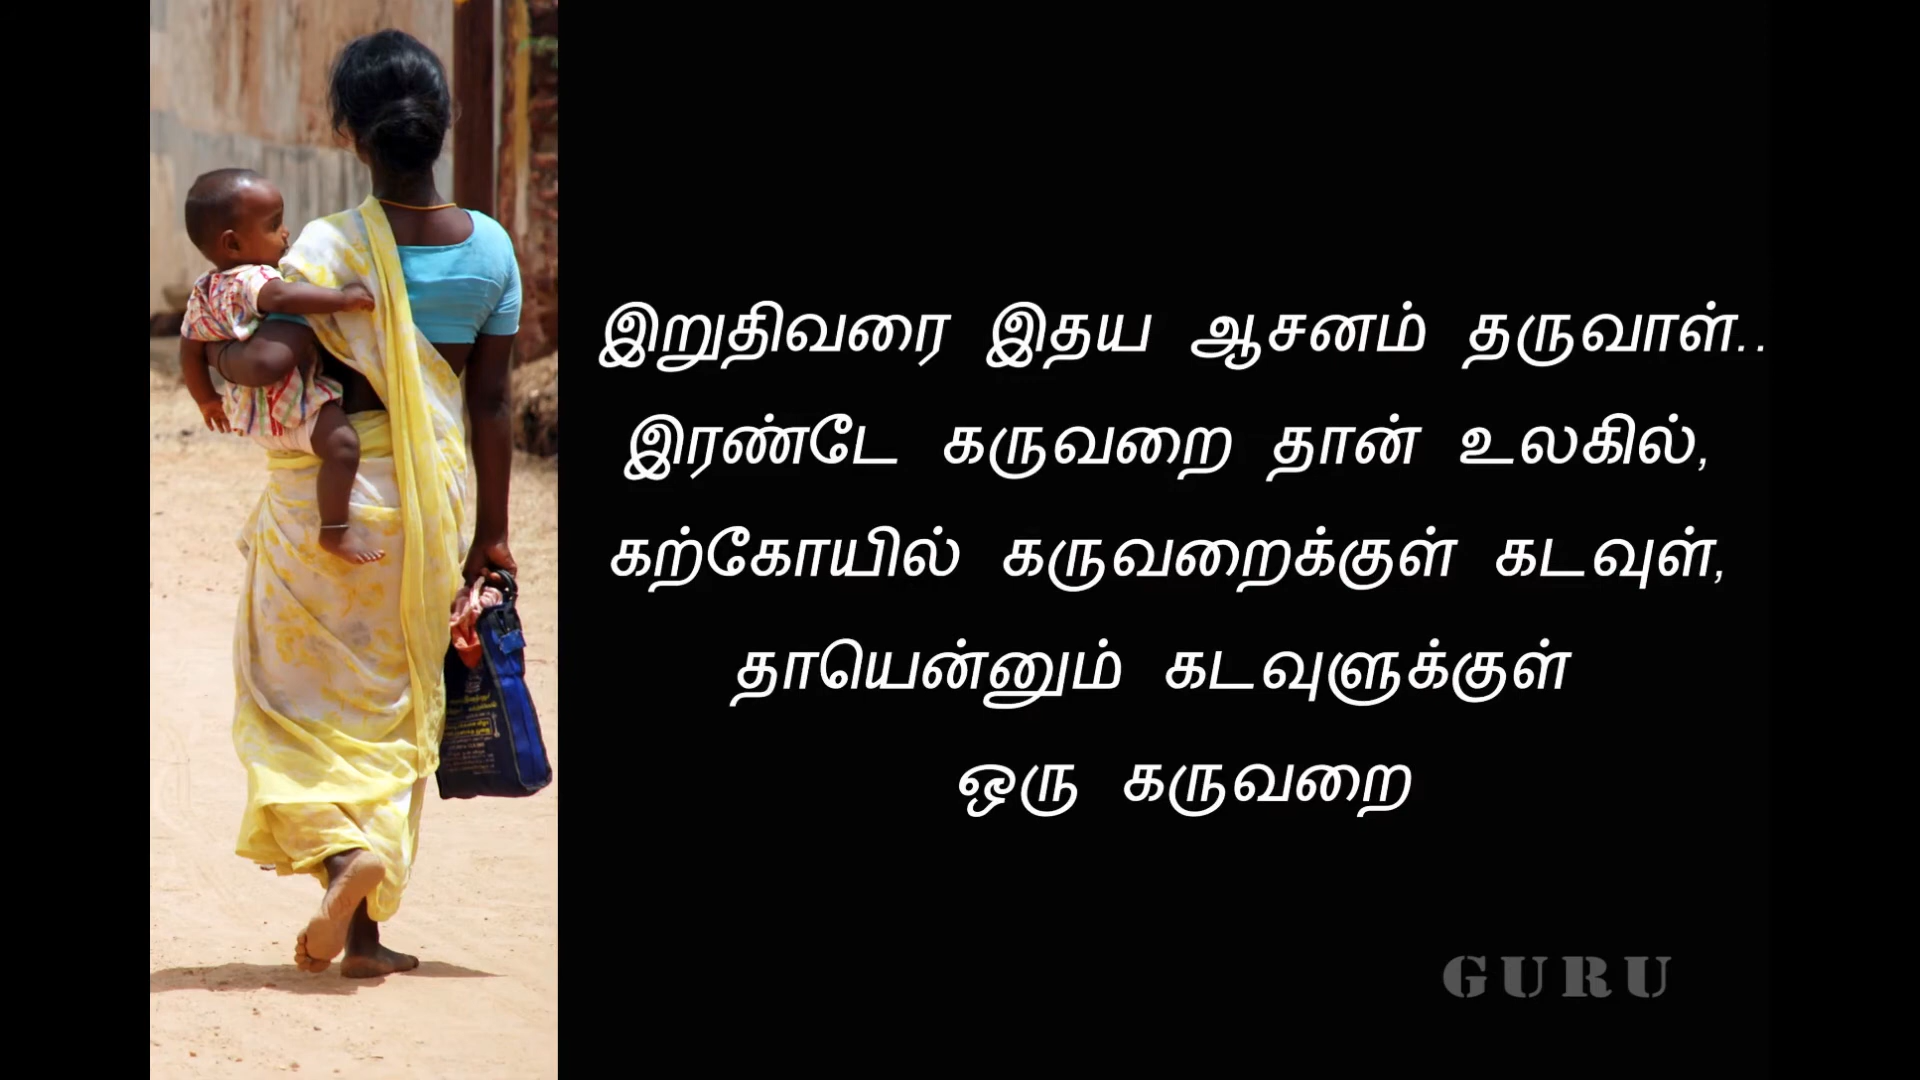 இறுதிவரை இதய ஆசனம் தருவாள்..
இரண்டே கருவறை தான் உலகில்,
கற்கோயில் கருவறைக்குள் கடவுள்,
தாயென்னும் கடவுளுக்குள்
ஒரு கருவறை
GURU